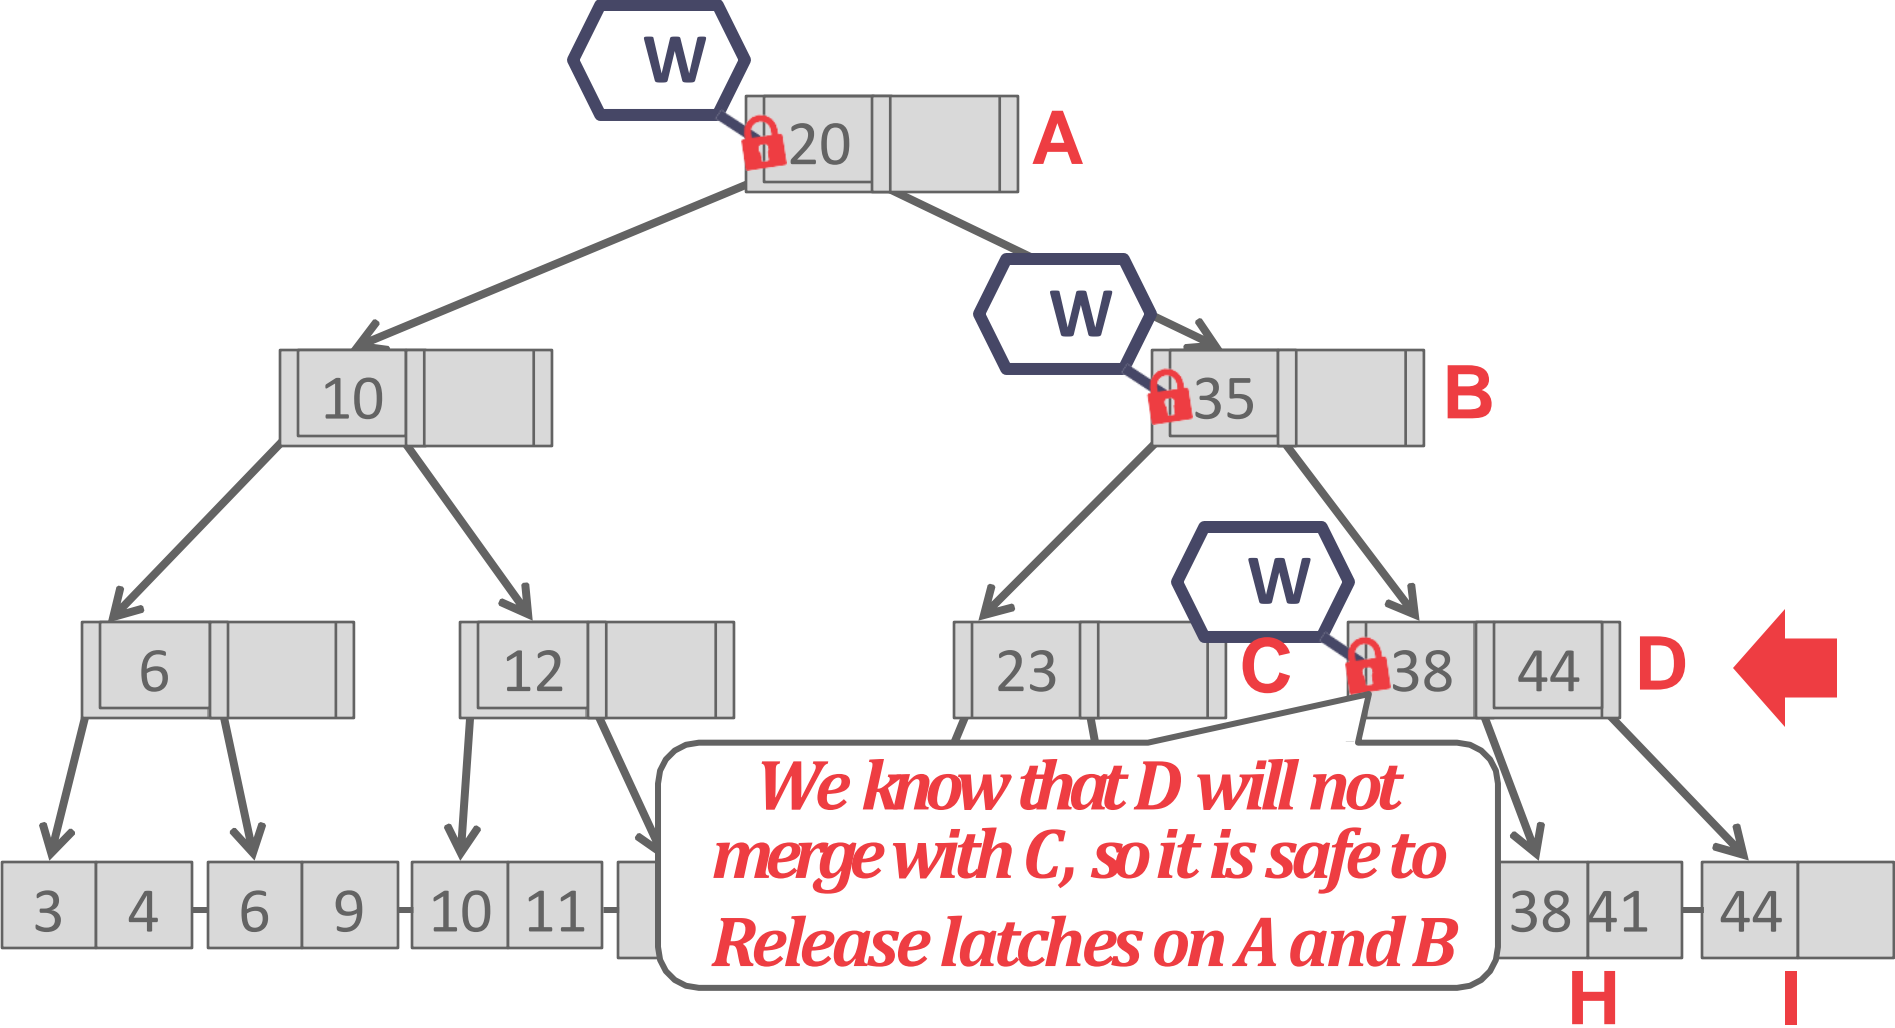 W
20 A
W
10 35 B
W
6 12 23 C 38 44 D
We know that D will not
merge with C, so it is safe to
Release latches on A and B
3 4 6 9 10 11 38 41 44
H I